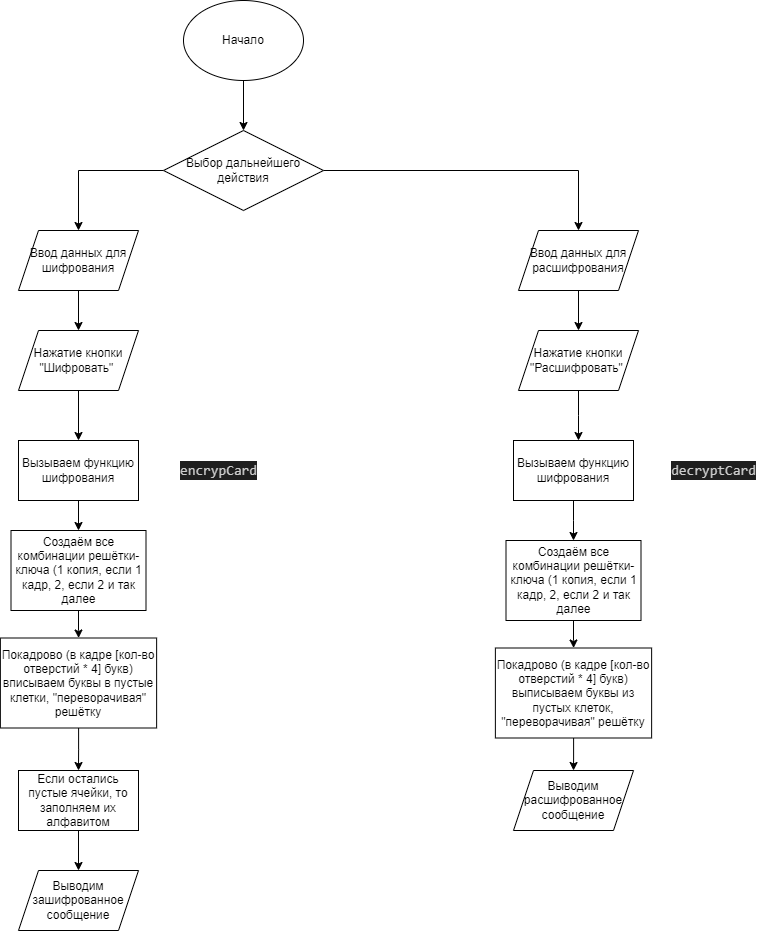 Начало
Выбор дальнейшего
действия
Ввод данных для
шифрования
Нажатие кнопки
"Шифровать"
Вызываем функцию
шифрования
encrypCard
Создаём все
комбинации решётки-
ключа (1 копия, если 1
кадр, 2, если 2 и так
далее
Покадрово (в кадре [кол-во
отверстий * 4] букв)
вписываем буквы в пустые
клетки, "переворачивая"
решётку
Если остались
пустые ячейки, то
заполняем их
алфавитом
Выводим
зашифрованное
сообщение
Ввод данных для
расшифрования
Нажатие кнопки
"Расшифровать"
Вызываем функцию
шифрования
decryptCard
Создаём все
комбинации решётки-
ключа (1 копия, если 1
кадр, 2, если 2 и так
далее
Покадрово (в кадре [кол-во
отверстий * 4] букв)
выписываем буквы из
пустых клеток,
"переворачивая" решётку
Выводим
расшифрованное
сообщение